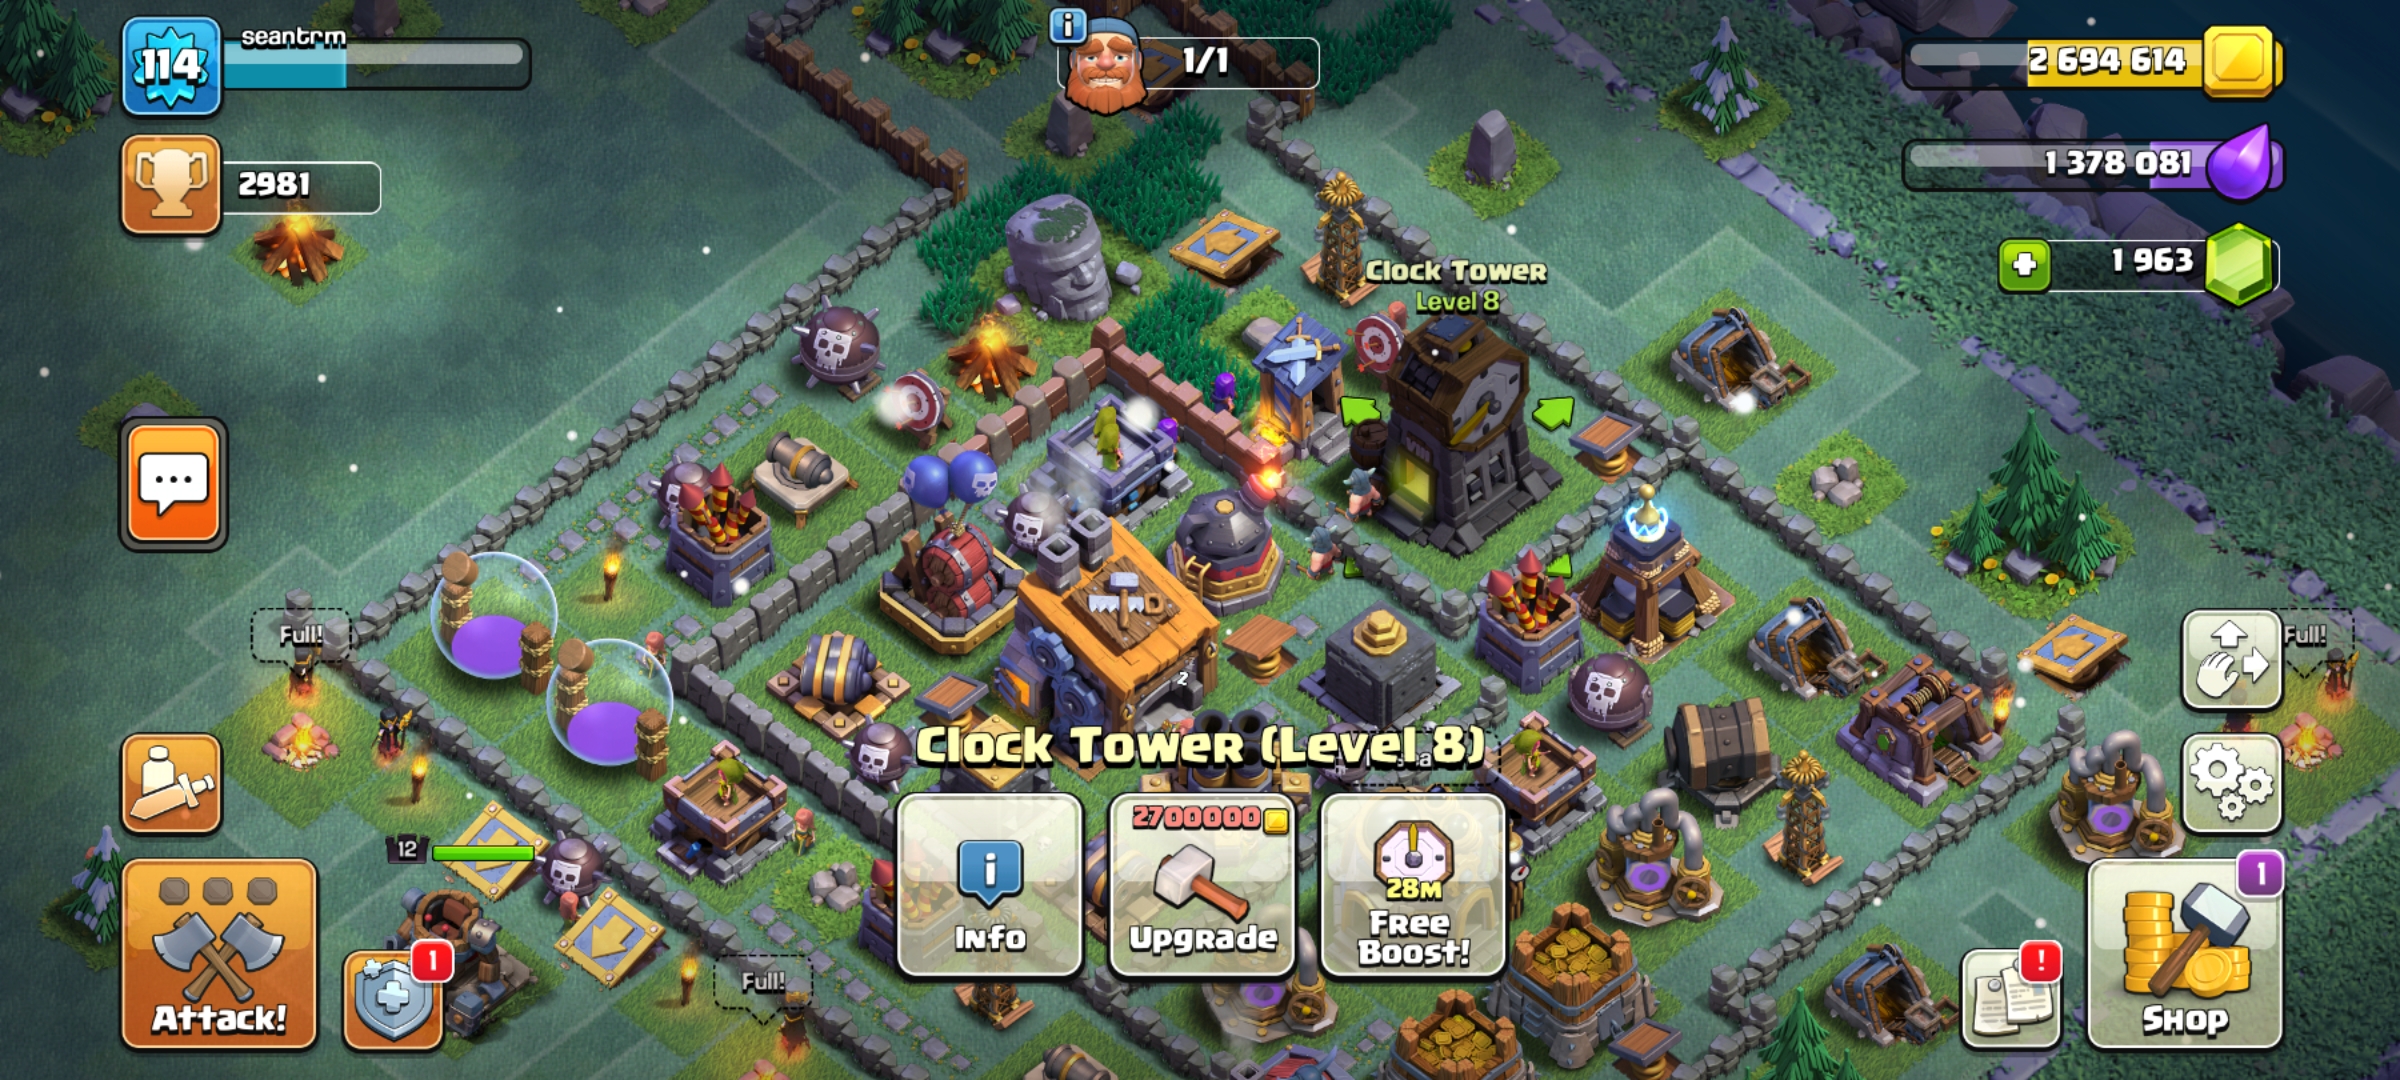 114
seantrm
1/1
2 694 614
2981
1 378 081
1 963
Clock Tower
Level 8
Full!
Full!
2
Clock Tower (Level 8)
2700000
12
28M
Info
Upgrade
Free
Boost!
1
1
!
Full!
Attack!
Shop